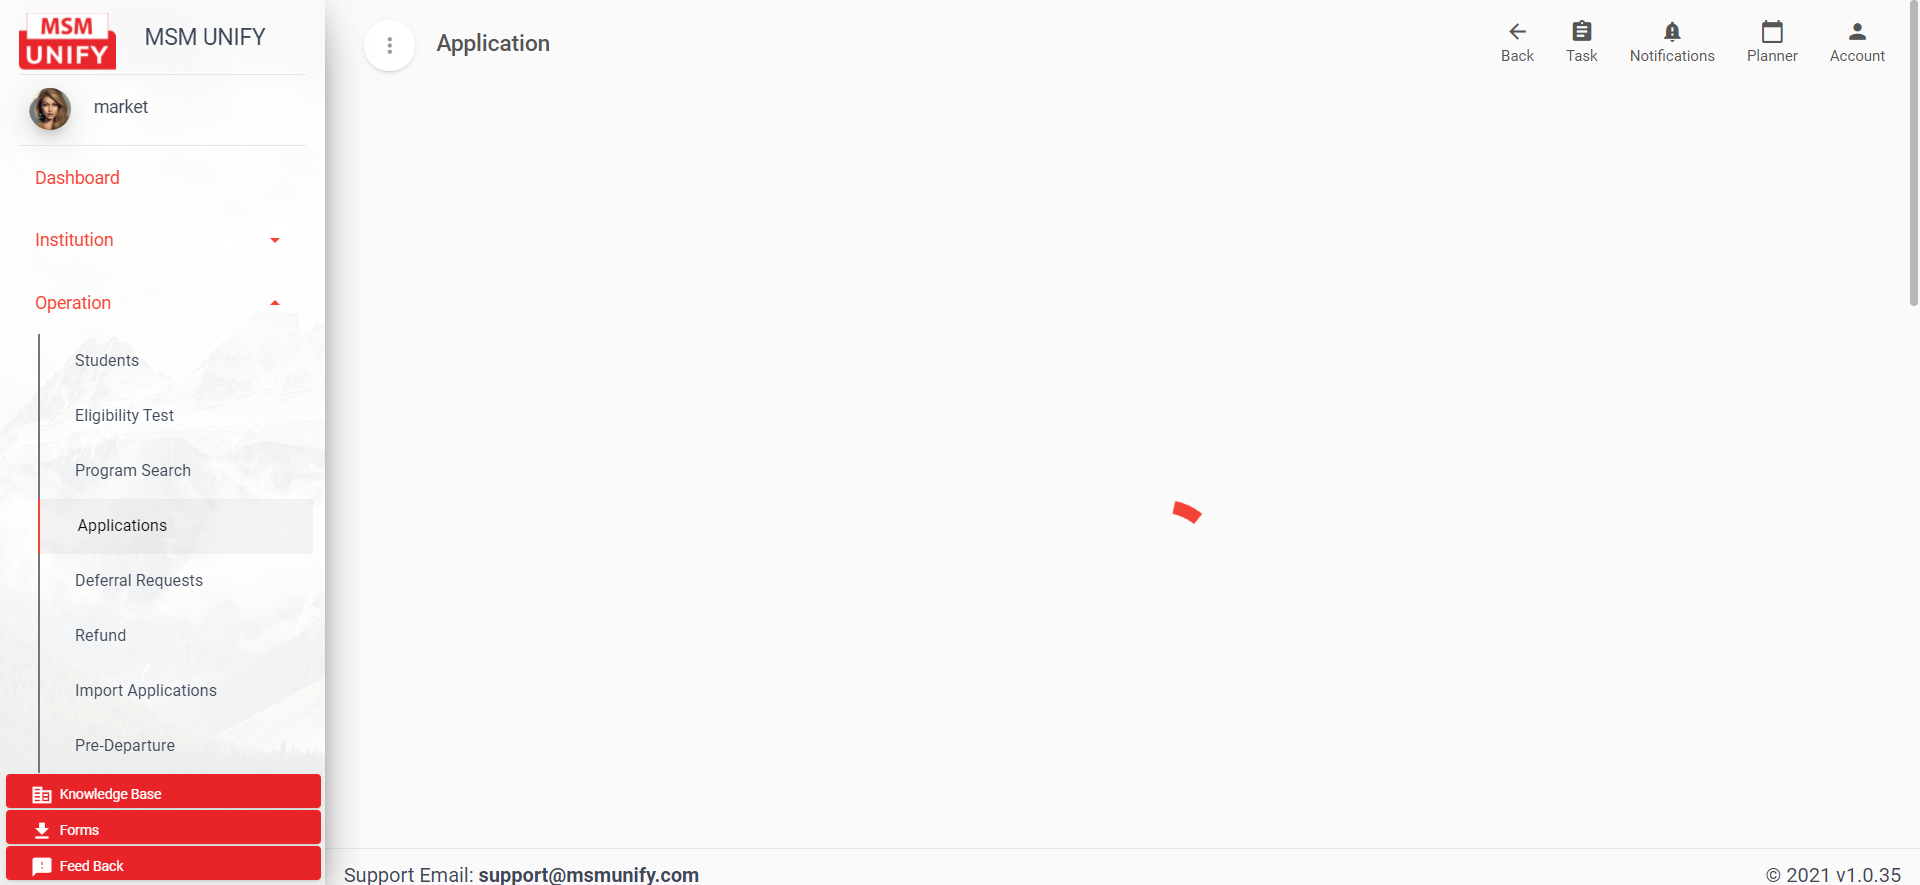 MSM
UNIFY
MSM UNIFY
market
Dashboard
Institution
Operation
Students
Eligibility Test
Program Search
Applications
Deferral Requests
Refund
Import Applications
Pre-Departure
Knowledge Base
Forms
Feed Back
Application
Back
Task
Notifications
Planner
Account
Support Email: support@msmunify.com
© 2021 v1.0.35